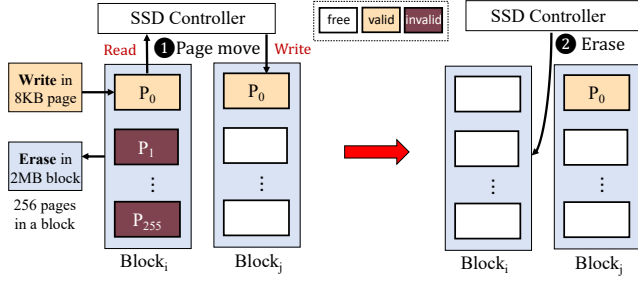 SSD Controller
free
valid
invalid
SSD Controller
Read
❶ Page move
Write
❷ Erase
Write in
8KB page
P0
P0
P0
Erase in
2MB block
P1
⋮
⋮
⋮
⋮
256 pages
in a block
P255
Blocki
Blockj
Blocki
Blockj